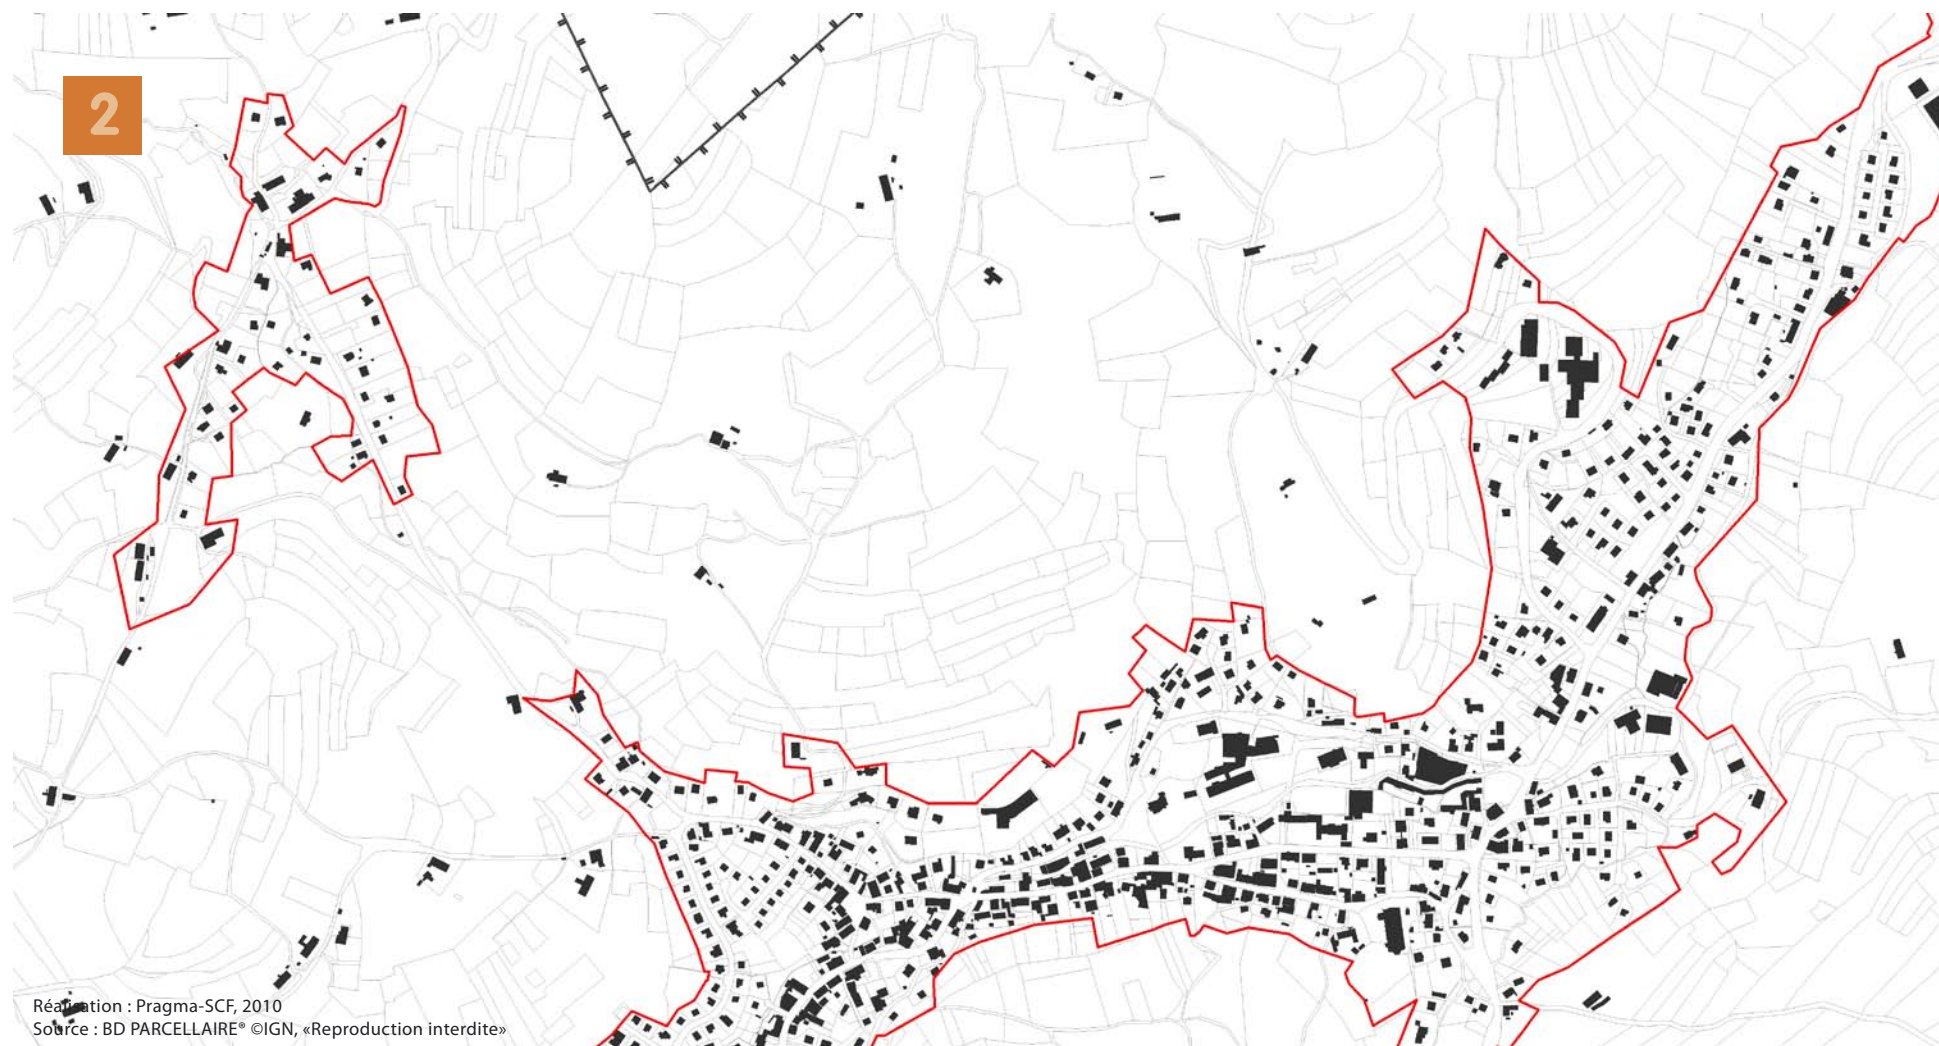 2
Réalisation : Pragma-SCF, 2010
Source : BD PARCELLAIRE® ©IGN, «Reproduction interdite»